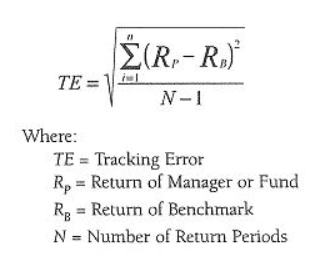 TE = √( Σ_{i=1}^{n} (R_P − R_B)² / (N − 1) )
Where:
TE = Tracking Error
R_P = Return of Manager or Fund
R_B = Return of Benchmark
N = Number of Return Periods